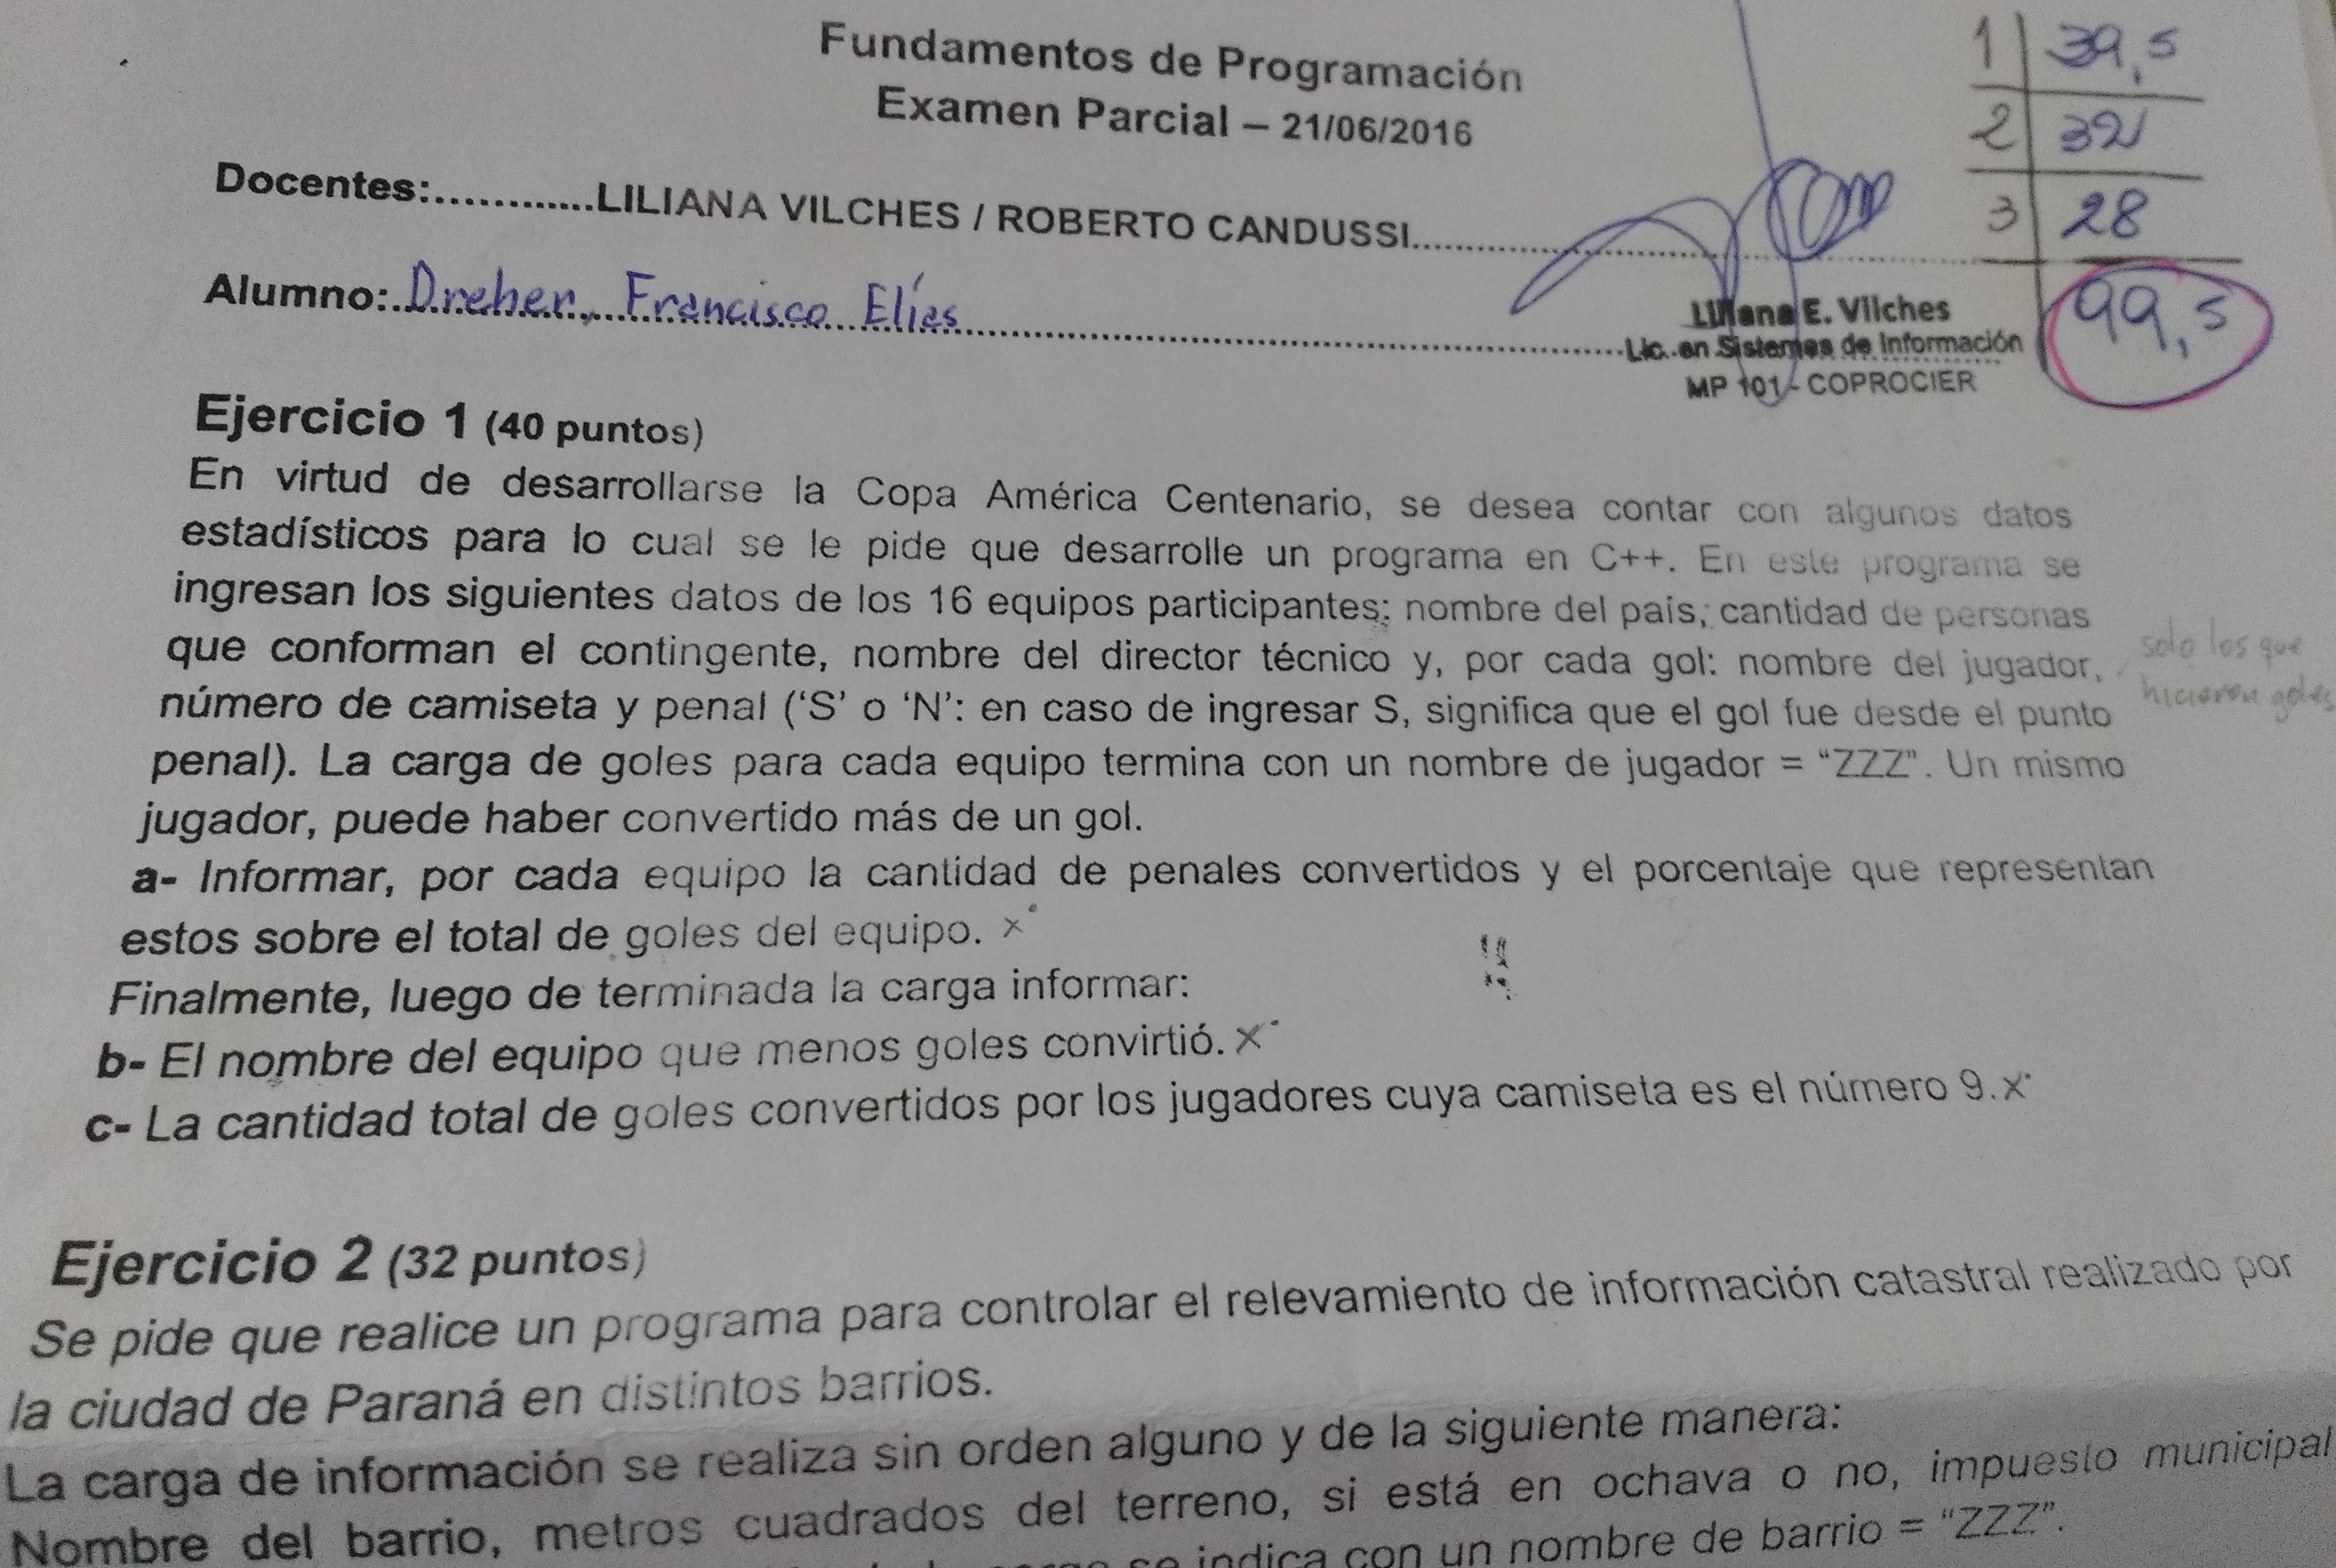 Fundamentos de Programación
Examen Parcial – 21/06/2016
1 39,5
2 32
3 28
99,5
Docentes:.............LILIANA VILCHES / ROBERTO CANDUSSI
Alumno: Dreher, Francisco Elías
Liliana E. Vilches
Lic. en Sistemas de Información
MP 101 - COPROCIER
Ejercicio 1 (40 puntos)
En virtud de desarrollarse la Copa América Centenario, se desea contar con algunos datos
estadísticos para lo cual se le pide que desarrolle un programa en C++. En este programa se
ingresan los siguientes datos de los 16 equipos participantes: nombre del país, cantidad de personas
que conforman el contingente, nombre del director técnico y, por cada gol: nombre del jugador,
solo los que
hicieron goles
número de camiseta y penal (‘S’ o ‘N’: en caso de ingresar S, significa que el gol fue desde el punto
penal). La carga de goles para cada equipo termina con un nombre de jugador = “ZZZ”. Un mismo
jugador, puede haber convertido más de un gol.
a- Informar, por cada equipo la cantidad de penales convertidos y el porcentaje que representan
estos sobre el total de goles del equipo. x
Finalmente, luego de terminada la carga informar:
b- El nombre del equipo que menos goles convirtió. x
c- La cantidad total de goles convertidos por los jugadores cuya camiseta es el número 9. x
Ejercicio 2 (32 puntos)
Se pide que realice un programa para controlar el relevamiento de información catastral realizado por
la ciudad de Paraná en distintos barrios.
La carga de información se realiza sin orden alguno y de la siguiente manera:
Nombre del barrio, metros cuadrados del terreno, si está en ochava o no, impuesto municipal
se indica con un nombre de barrio = “ZZZ”.